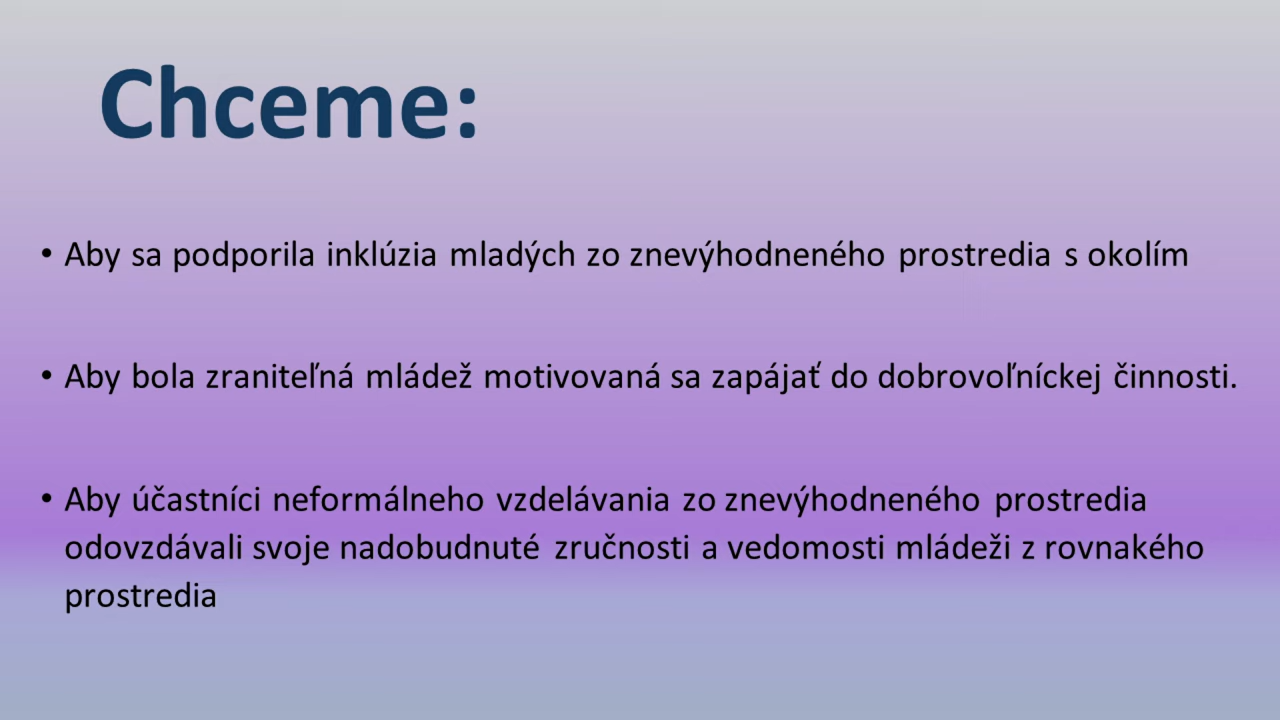 Chceme:
• Aby sa podporila inklúzia mladých zo znevýhodneného prostredia s okolím
• Aby bola zraniteľná mládež motivovaná sa zapájať do dobrovoľníckej činnosti.
• Aby účastníci neformálneho vzdelávania zo znevýhodneného prostredia
odovzdávali svoje nadobudnuté zručnosti a vedomosti mládeži z rovnakého
prostredia